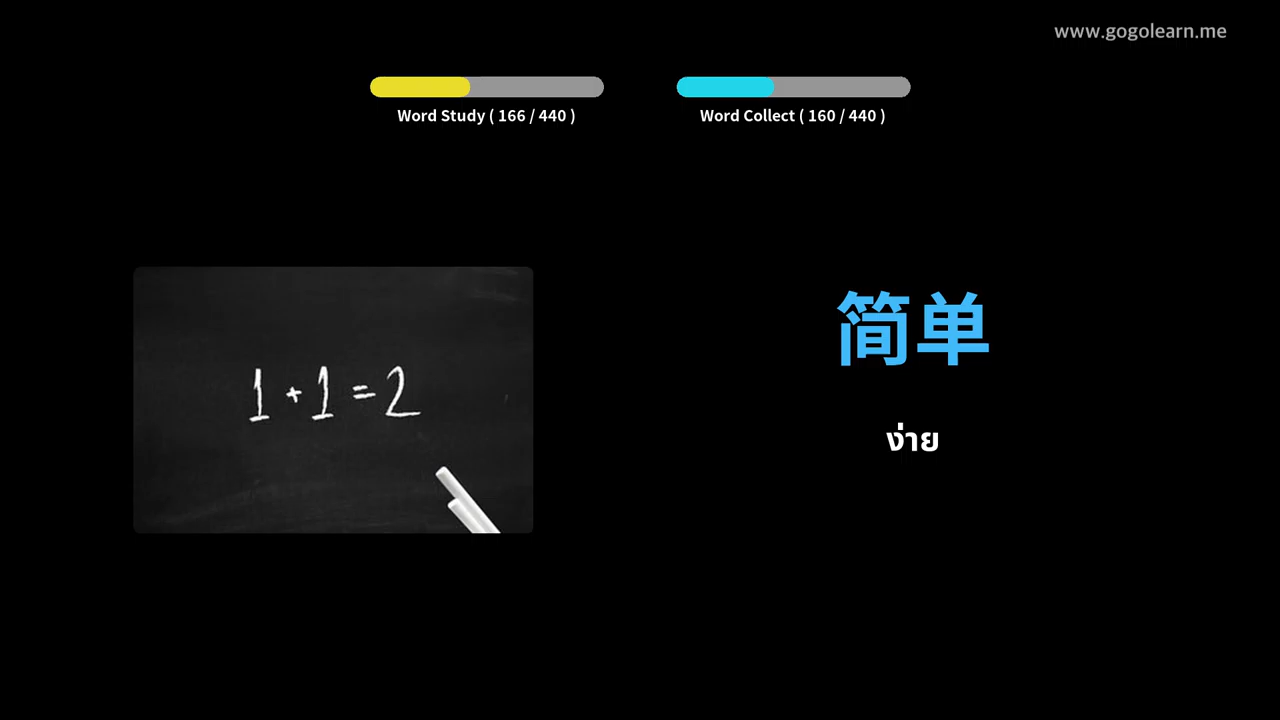 www.gogolearn.me
Word Study ( 166 / 440 )
Word Collect ( 160 / 440 )
1 + 1 = 2
简单
ง่าย